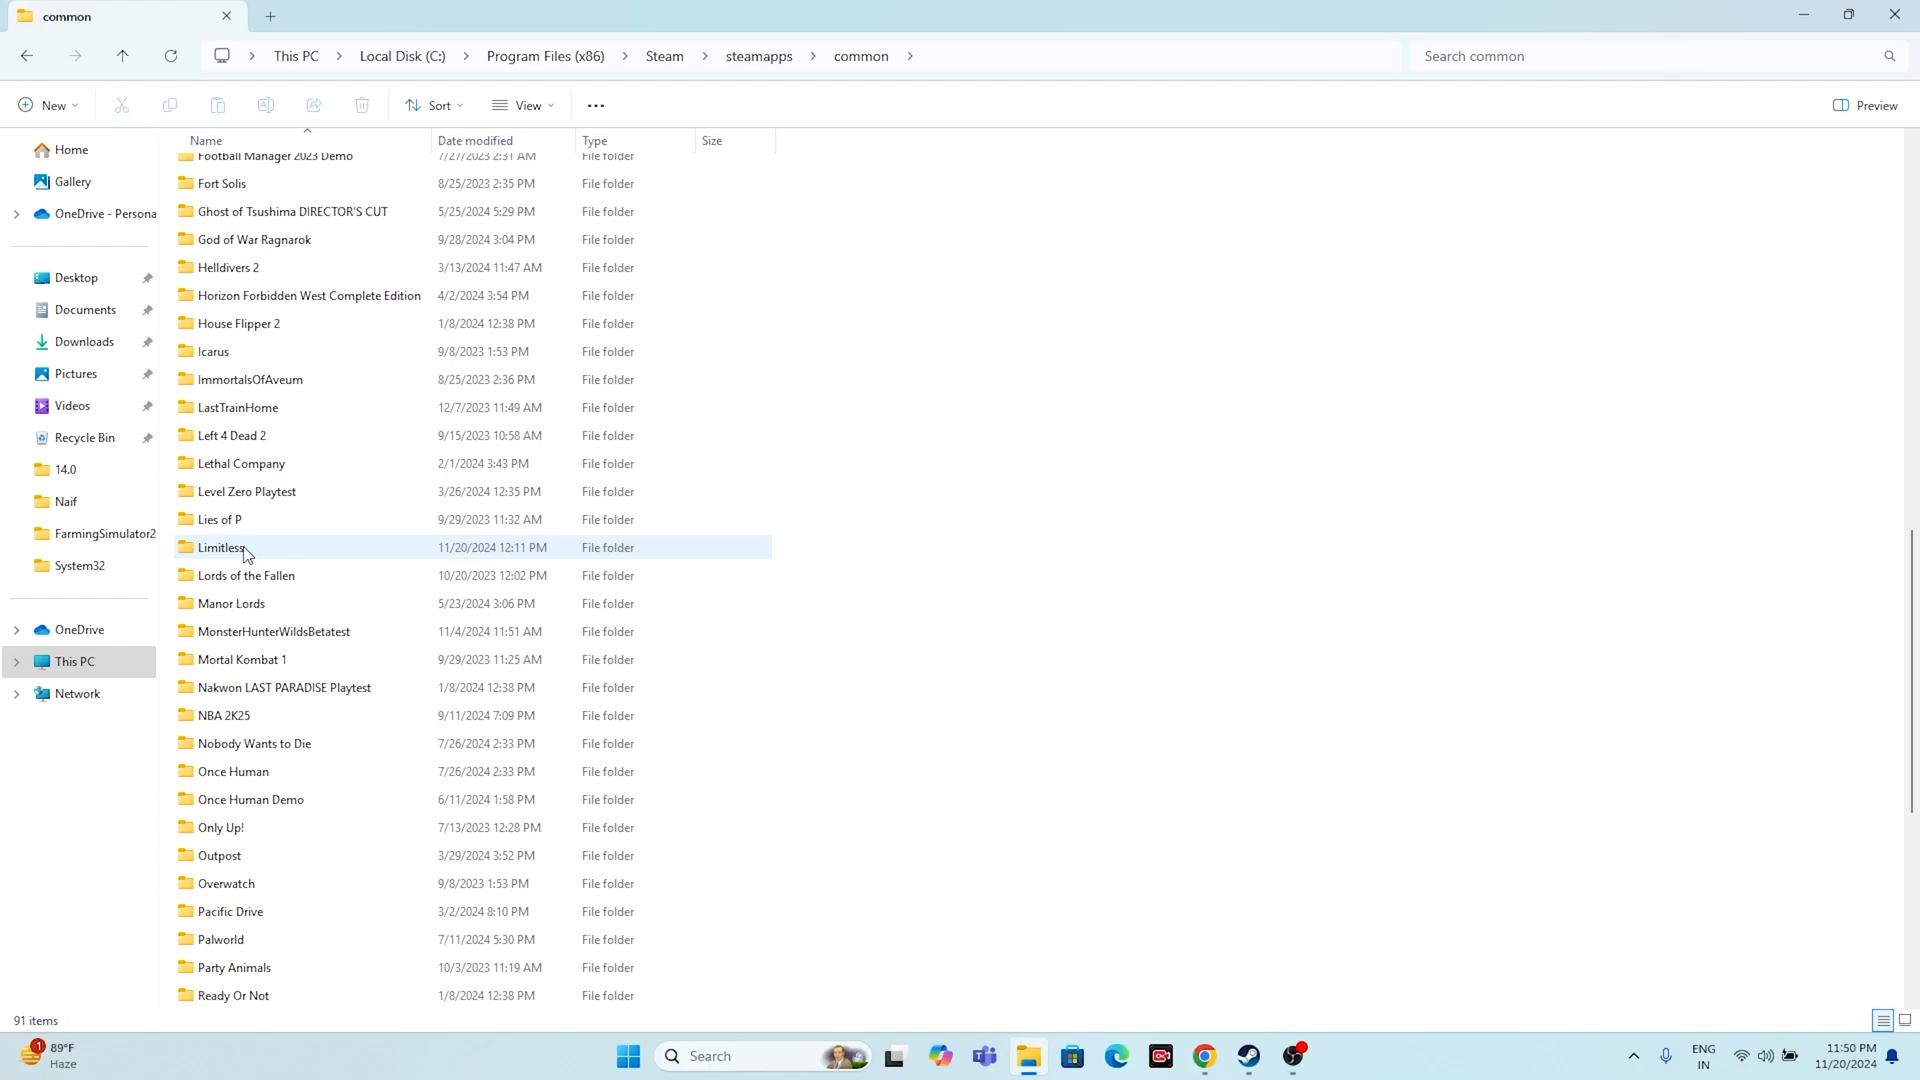 common
This PC > Local Disk (C:) > Program Files (x86) > Steam > steamapps > common >
Search common
New
Sort
View
Preview
Home
Gallery
OneDrive - Persona
Desktop
Documents
Downloads
Pictures
Videos
Recycle Bin
14.0
Naif
FarmingSimulator2
System32
OneDrive
This PC
Network
Name Date modified Type Size
Football Manager 2023 Demo 7/27/2023 2:31 AM File folder
Fort Solis 8/25/2023 2:35 PM File folder
Ghost of Tsushima DIRECTOR'S CUT 5/25/2024 5:29 PM File folder
God of War Ragnarok 9/28/2024 3:04 PM File folder
Helldivers 2 3/13/2024 11:47 AM File folder
Horizon Forbidden West Complete Edition 4/2/2024 3:54 PM File folder
House Flipper 2 1/8/2024 12:38 PM File folder
Icarus 9/8/2023 1:53 PM File folder
ImmortalsOfAveum 8/25/2023 2:36 PM File folder
LastTrainHome 12/7/2023 11:49 AM File folder
Left 4 Dead 2 9/15/2023 10:58 AM File folder
Lethal Company 2/1/2024 3:43 PM File folder
Level Zero Playtest 3/26/2024 12:35 PM File folder
Lies of P 9/29/2023 11:32 AM File folder
Limitless 11/20/2024 12:11 PM File folder
Lords of the Fallen 10/20/2023 12:02 PM File folder
Manor Lords 5/23/2024 3:06 PM File folder
MonsterHunterWildsBetatest 11/4/2024 11:51 AM File folder
Mortal Kombat 1 9/29/2023 11:25 AM File folder
Nakwon LAST PARADISE Playtest 1/8/2024 12:38 PM File folder
NBA 2K25 9/11/2024 7:09 PM File folder
Nobody Wants to Die 7/26/2024 2:33 PM File folder
Once Human 7/26/2024 2:33 PM File folder
Once Human Demo 6/11/2024 1:58 PM File folder
Only Up! 7/13/2023 12:28 PM File folder
Outpost 3/29/2024 3:52 PM File folder
Overwatch 9/8/2023 1:53 PM File folder
Pacific Drive 3/2/2024 8:10 PM File folder
Palworld 7/11/2024 5:30 PM File folder
Party Animals 10/3/2023 11:19 AM File folder
Ready Or Not 1/8/2024 12:38 PM File folder
91 items
1
89°F
Haze
Search
ENG
IN
11:50 PM
11/20/2024